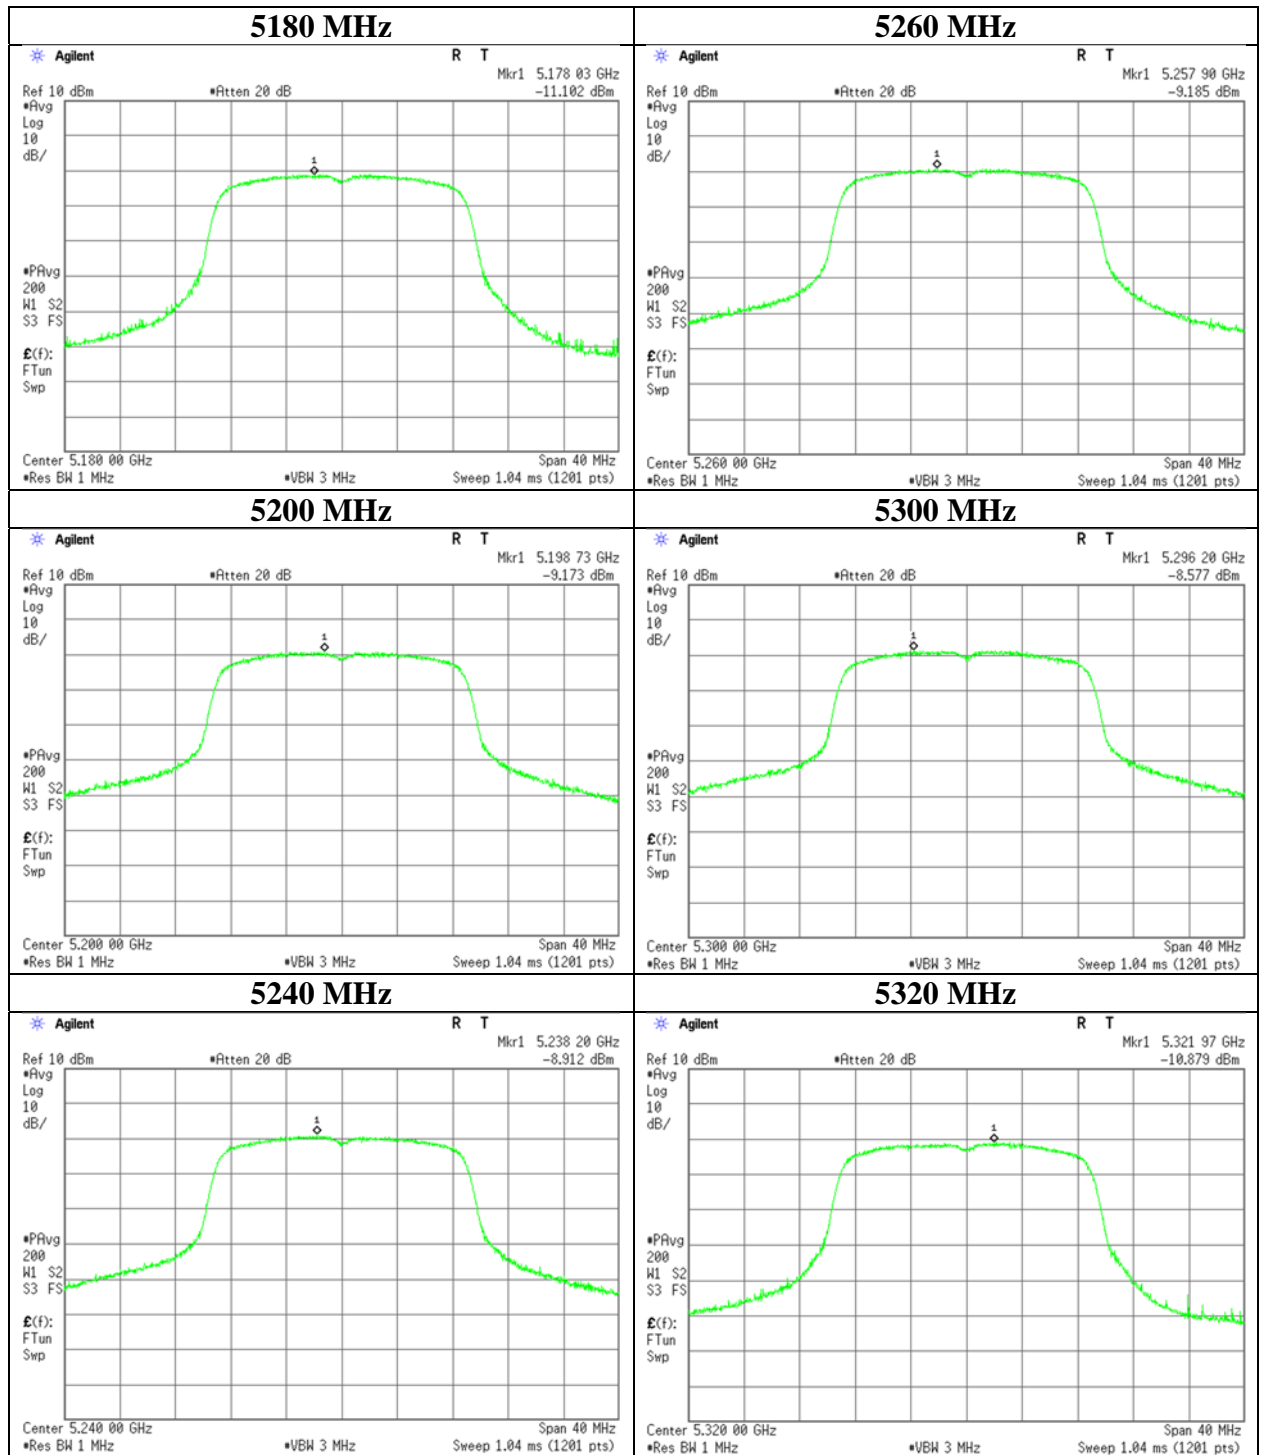 5180 MHz
Agilent R T
Mkr1 5.178 03 GHz
Ref 10 dBm *Atten 20 dB -11.102 dBm
*Avg
Log
10
dB/
1
*PAvg
200
W1 S2
S3 FS
£(f):
FTun
Swp
Center 5.180 00 GHz Span 40 MHz
*Res BW 1 MHz *VBW 3 MHz Sweep 1.04 ms (1201 pts)
5260 MHz
Agilent R T
Mkr1 5.257 90 GHz
Ref 10 dBm *Atten 20 dB -9.185 dBm
*Avg
Log
10
dB/
1
*PAvg
200
W1 S2
S3 FS
£(f):
FTun
Swp
Center 5.260 00 GHz Span 40 MHz
*Res BW 1 MHz *VBW 3 MHz Sweep 1.04 ms (1201 pts)
5200 MHz
Agilent R T
Mkr1 5.198 73 GHz
Ref 10 dBm *Atten 20 dB -9.173 dBm
*Avg
Log
10
dB/
1
*PAvg
200
W1 S2
S3 FS
£(f):
FTun
Swp
Center 5.200 00 GHz Span 40 MHz
*Res BW 1 MHz *VBW 3 MHz Sweep 1.04 ms (1201 pts)
5300 MHz
Agilent R T
Mkr1 5.296 20 GHz
Ref 10 dBm *Atten 20 dB -8.577 dBm
*Avg
Log
10
dB/
1
*PAvg
200
W1 S2
S3 FS
£(f):
FTun
Swp
Center 5.300 00 GHz Span 40 MHz
*Res BW 1 MHz *VBW 3 MHz Sweep 1.04 ms (1201 pts)
5240 MHz
Agilent R T
Mkr1 5.238 20 GHz
Ref 10 dBm *Atten 20 dB -8.912 dBm
*Avg
Log
10
dB/
1
*PAvg
200
W1 S2
S3 FS
£(f):
FTun
Swp
Center 5.240 00 GHz Span 40 MHz
*Res BW 1 MHz *VBW 3 MHz Sweep 1.04 ms (1201 pts)
5320 MHz
Agilent R T
Mkr1 5.321 97 GHz
Ref 10 dBm *Atten 20 dB -10.879 dBm
*Avg
Log
10
dB/
1
*PAvg
200
W1 S2
S3 FS
£(f):
FTun
Swp
Center 5.320 00 GHz Span 40 MHz
*Res BW 1 MHz *VBW 3 MHz Sweep 1.04 ms (1201 pts)